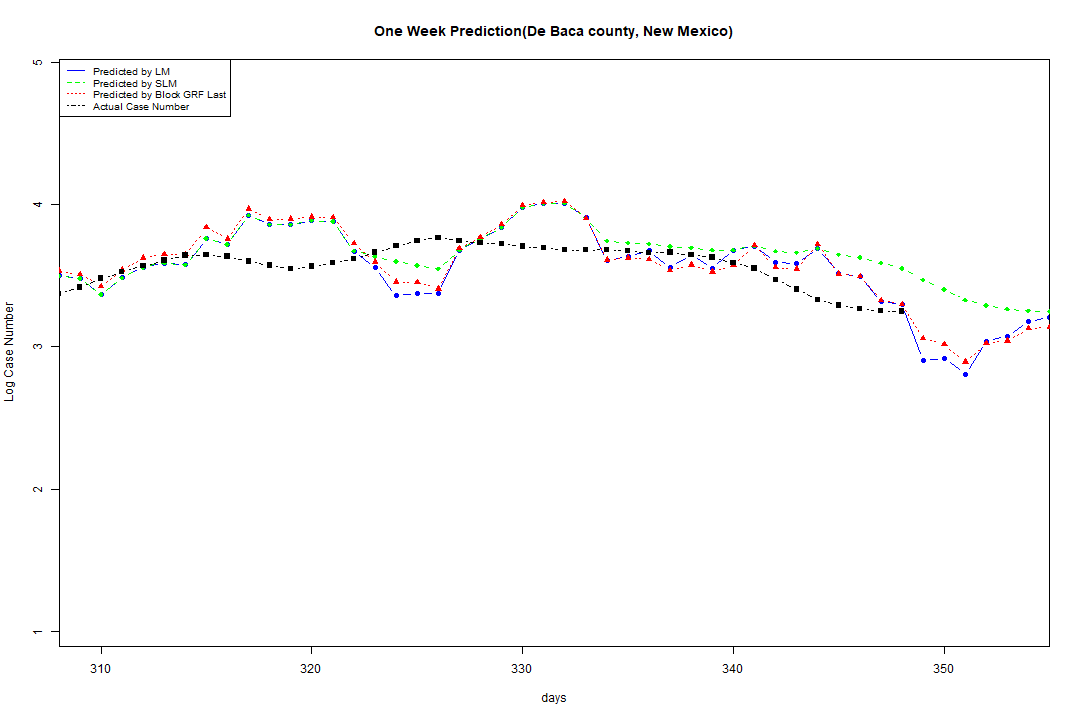 One Week Prediction(De Baca county, New Mexico)
Predicted by LM
Predicted by SLM
Predicted by Block GRF Last
Actual Case Number
5
4
3
2
1
Log Case Number
310 320 330 340 350
days